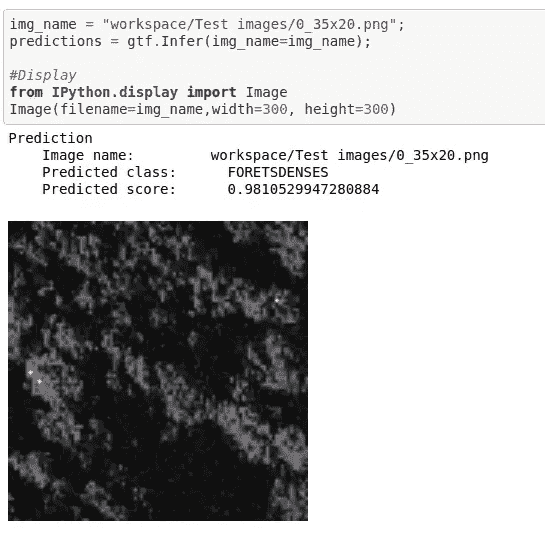 img_name = "workspace/Test images/0_35x20.png";
predictions = gtf.Infer(img_name=img_name);
#Display
from IPython.display import Image
Image(filename=img_name,width=300, height=300)
Prediction
Image name: workspace/Test images/0_35x20.png
Predicted class: FORETSDENSES
Predicted score: 0.9810529947280884